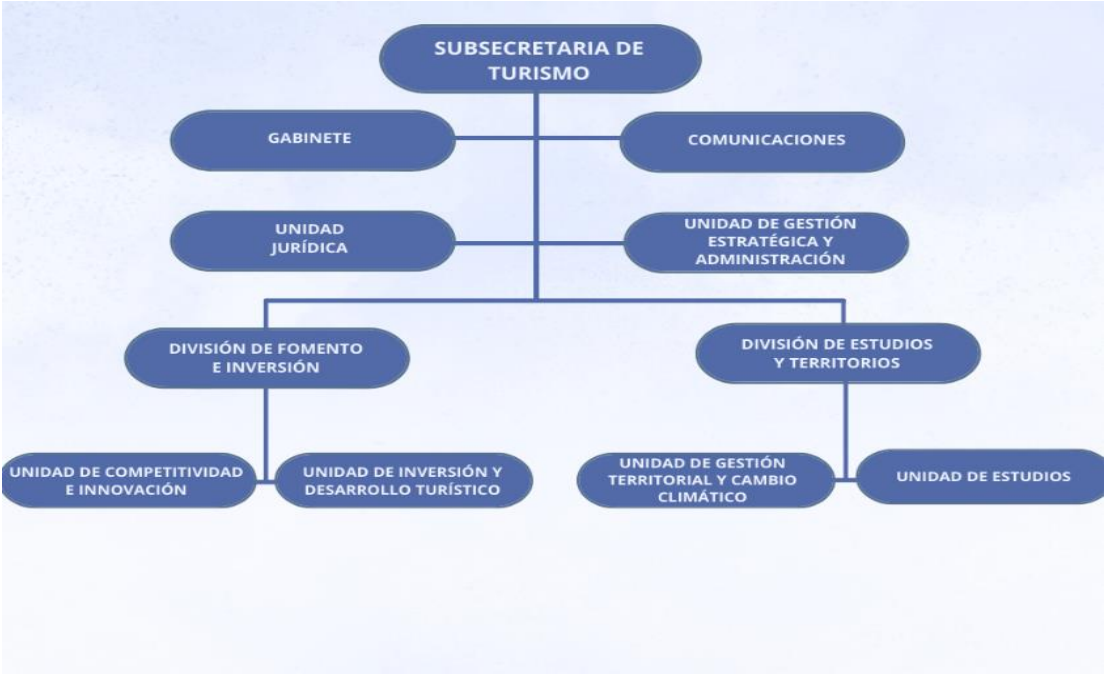 SUBSECRETARIA DE
TURISMO
GABINETE
COMUNICACIONES
UNIDAD
JURÍDICA
UNIDAD DE GESTIÓN
ESTRATÉGICA Y
ADMINISTRACIÓN
DIVISIÓN DE FOMENTO
E INVERSIÓN
DIVISIÓN DE ESTUDIOS
Y TERRITORIOS
UNIDAD DE COMPETITIVIDAD
E INNOVACIÓN
UNIDAD DE INVERSIÓN Y
DESARROLLO TURÍSTICO
UNIDAD DE GESTIÓN
TERRITORIAL Y CAMBIO
CLIMÁTICO
UNIDAD DE ESTUDIOS